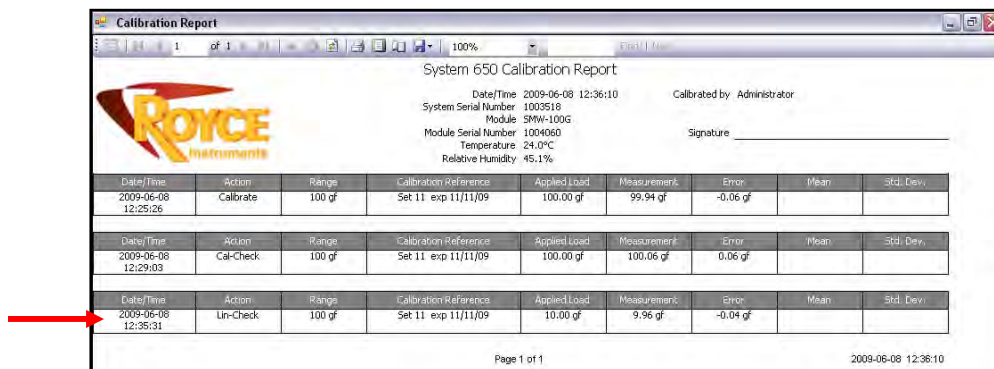 Calibration Report
1 of 1 100%
System 650 Calibration Report
ROYCE
Instruments
Date/Time 2009-06-08 12:36:10 Calibrated by Administrator
System Serial Number 1003518
Module SMW-100G
Module Serial Number 1004060 Signature
Temperature 24.0°C
Relative Humidity 45.1%
Date/Time Action Range Calibration Reference Applied Load Measurement Error Mean Std. Dev.
2009-06-08 Calibrate 100 gf Set 11 exp 11/11/09 100.00 gf 99.94 gf -0.06 gf
12:25:26
Date/Time Action Range Calibration Reference Applied Load Measurement Error Mean Std. Dev.
2009-06-08 Cal-Check 100 gf Set 11 exp 11/11/09 100.00 gf 100.06 gf 0.06 gf
12:29:03
Date/Time Action Range Calibration Reference Applied Load Measurement Error Mean Std. Dev.
2009-06-08 Lin-Check 100 gf Set 11 exp 11/11/09 10.00 gf 9.96 gf -0.04 gf
12:35:31
Page 1 of 1 2009-06-08 12:36:10